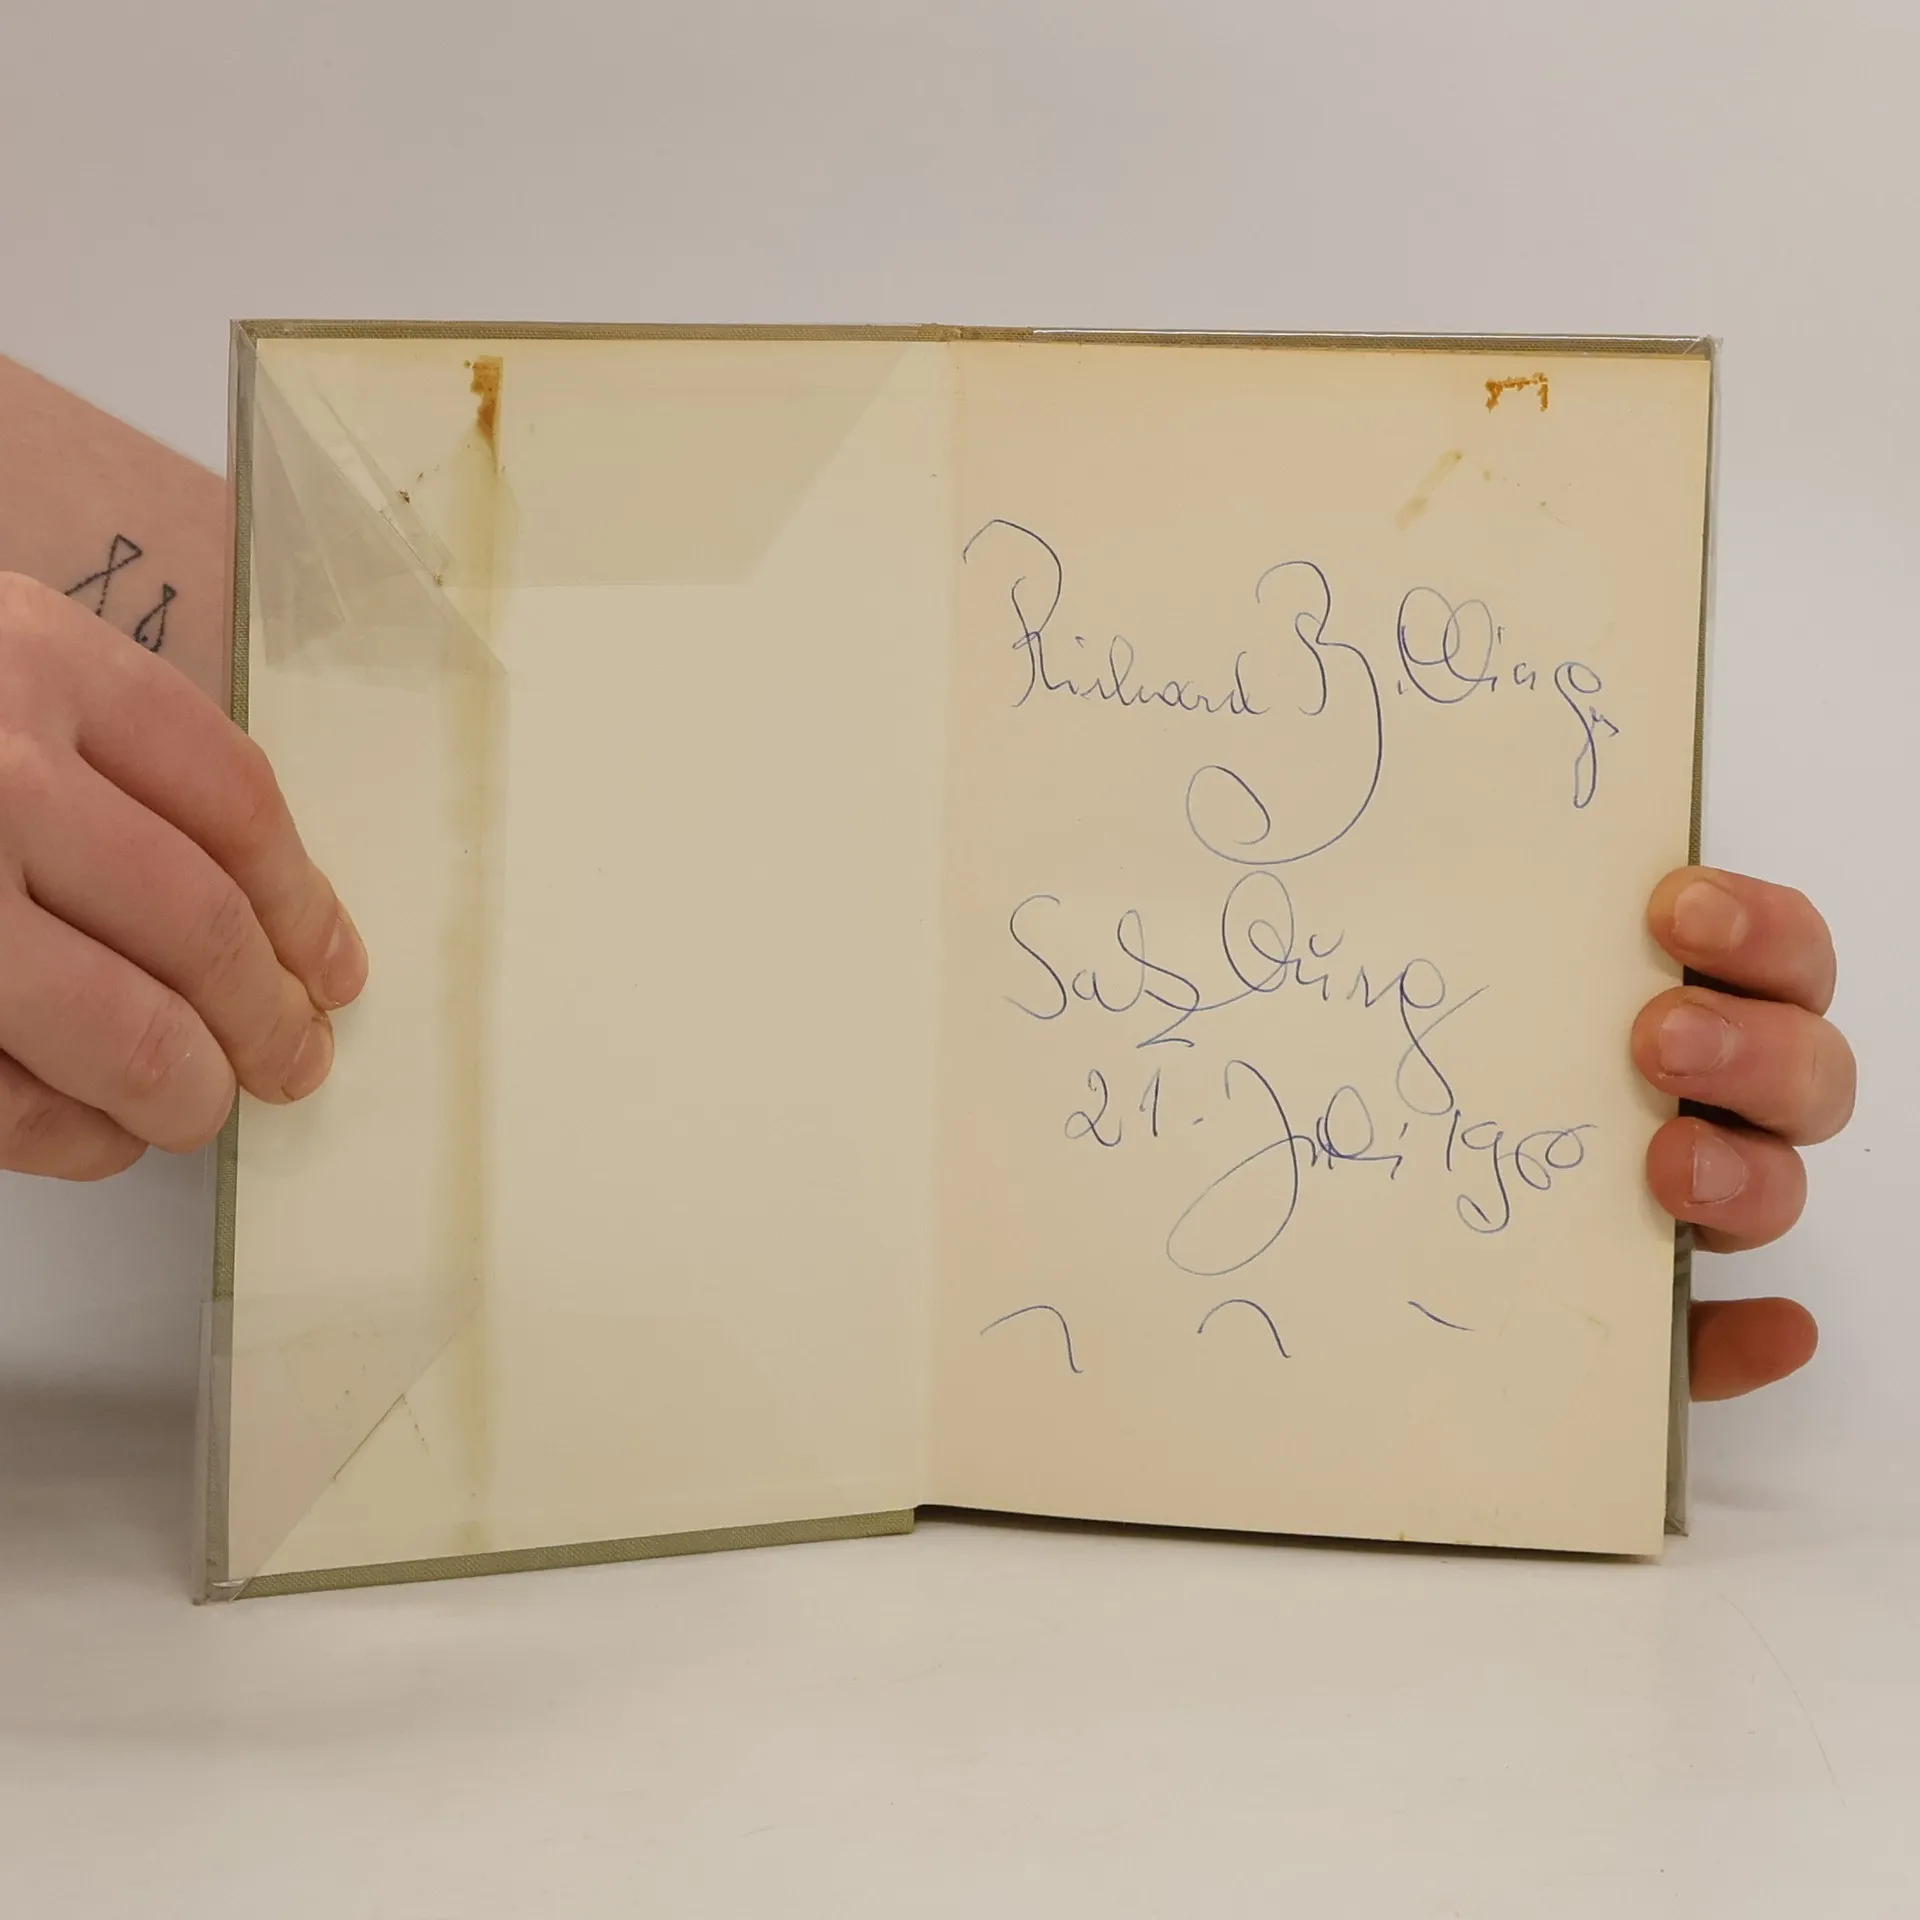 Richard Billinger
Salzburg
21. Juli 1960